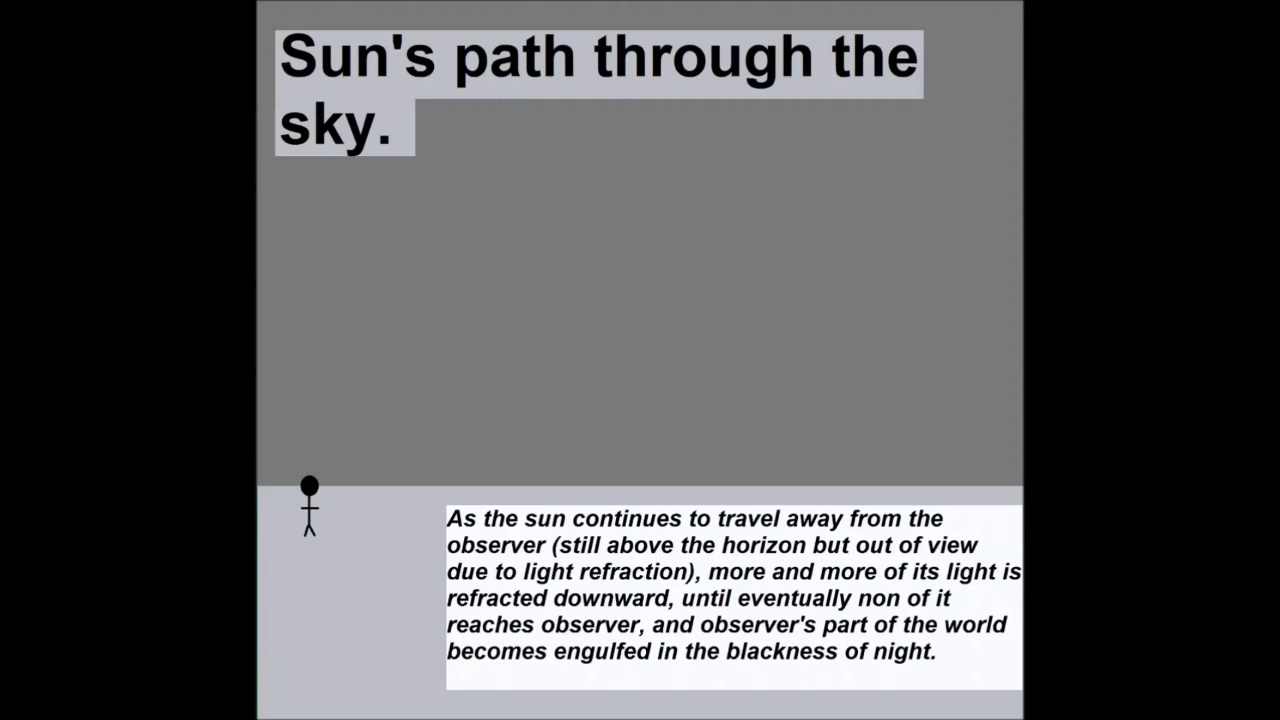 Sun's path through the
sky.
As the sun continues to travel away from the
observer (still above the horizon but out of view
due to light refraction), more and more of its light is
refracted downward, until eventually non of it
reaches observer, and observer's part of the world
becomes engulfed in the blackness of night.